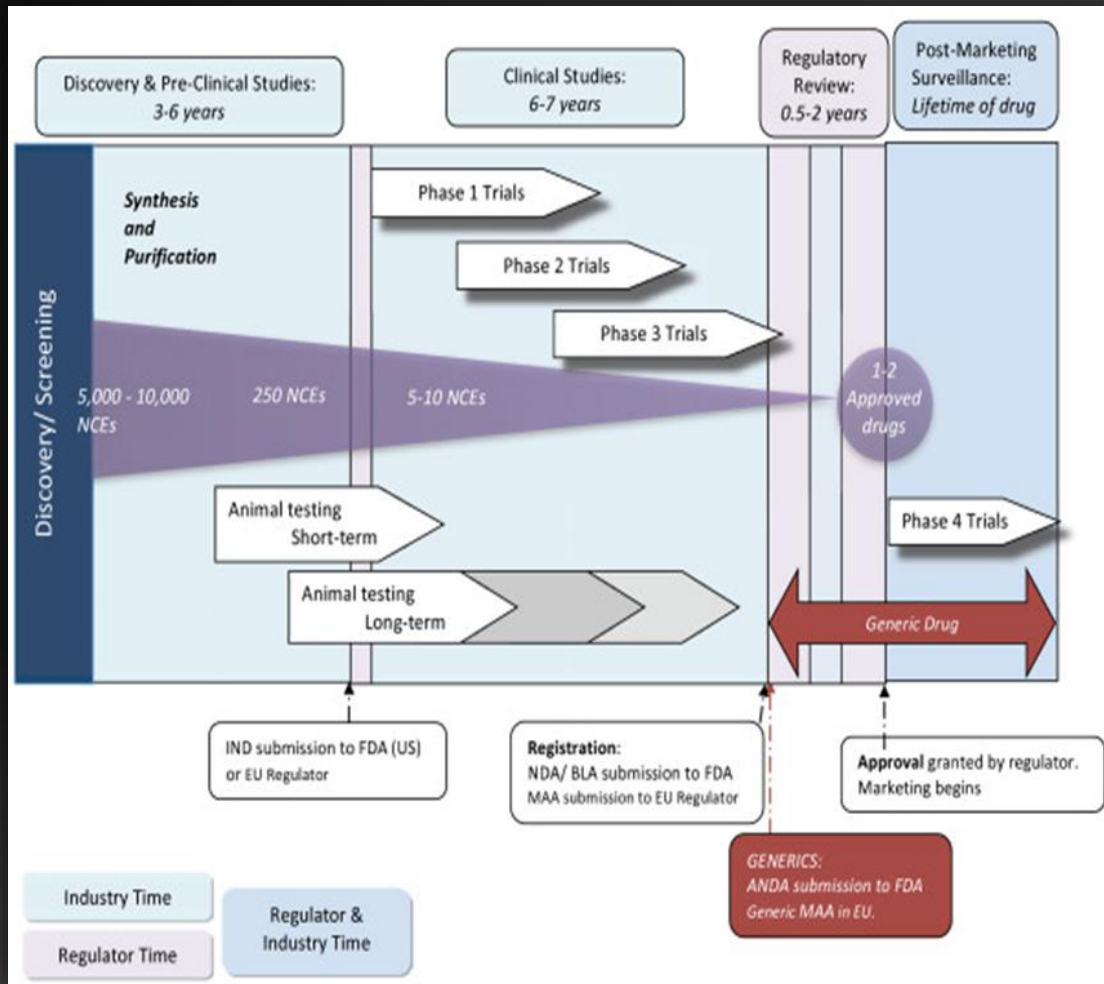 Discovery & Pre-Clinical Studies:
3-6 years
Clinical Studies:
6-7 years
Regulatory
Review:
0.5-2 years
Post-Marketing
Surveillance:
Lifetime of drug
Discovery/ Screening
Synthesis
and
Purification
Phase 1 Trials
Phase 2 Trials
Phase 3 Trials
5,000 - 10,000
NCEs
250 NCEs
5-10 NCEs
1-2
Approved
drugs
Animal testing
Short-term
Phase 4 Trials
Animal testing
Long-term
Generic Drug
IND submission to FDA (US)
or EU Regulator
Registration:
NDA/ BLA submission to FDA
MAA submission to EU Regulator
Approval granted by regulator.
Marketing begins
GENERICS:
ANDA submission to FDA
Generic MAA in EU.
Industry Time
Regulator Time
Regulator &
Industry Time